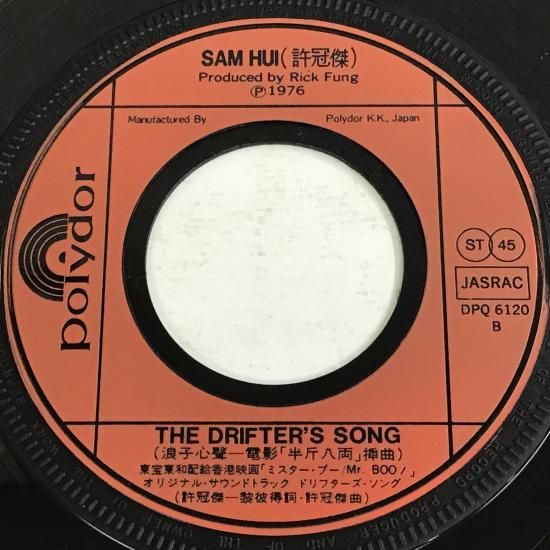 SAM HUI(許冠傑)
Produced by Rick Fung
Ⓟ1976
Manufactured By Polydor K.K., Japan
polydor
ST 45
JASRAC
DPQ 6120
B
THE DRIFTER'S SONG
(浪子心聲—電影「半斤八両」挿曲)
東宝東和配給香港映画「ミスター・ブー/Mr. BOO!」
オリジナル・サウンドトラック ドリフターズ・ソング
(許冠傑—黎彼得詞・許冠傑曲)